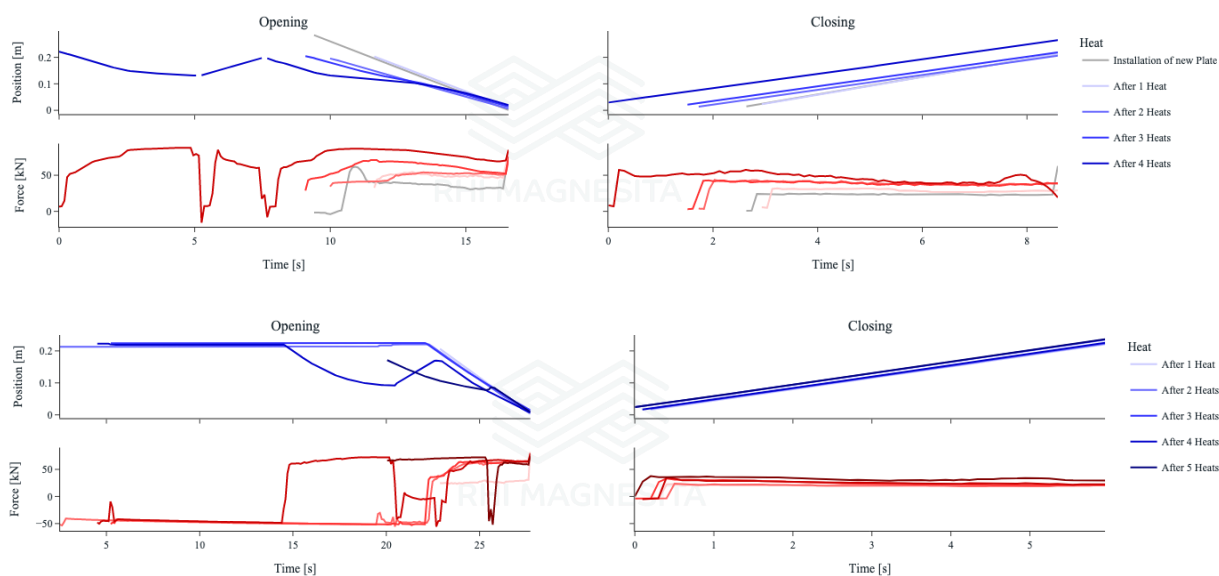 Opening
Closing
Position [m]
0.2
0.1
0
Heat
Installation of new Plate
After 1 Heat
After 2 Heats
After 3 Heats
After 4 Heats
Force [kN]
50
0
0
5
10
15
0
2
4
6
8
Time [s]
Time [s]
RHI MAGNESITA
Opening
Closing
Position [m]
0.2
0.1
0
Heat
After 1 Heat
After 2 Heats
After 3 Heats
After 4 Heats
After 5 Heats
Force [kN]
50
0
−50
5
10
15
20
25
0
1
2
3
4
5
Time [s]
Time [s]
RHI MAGNESITA